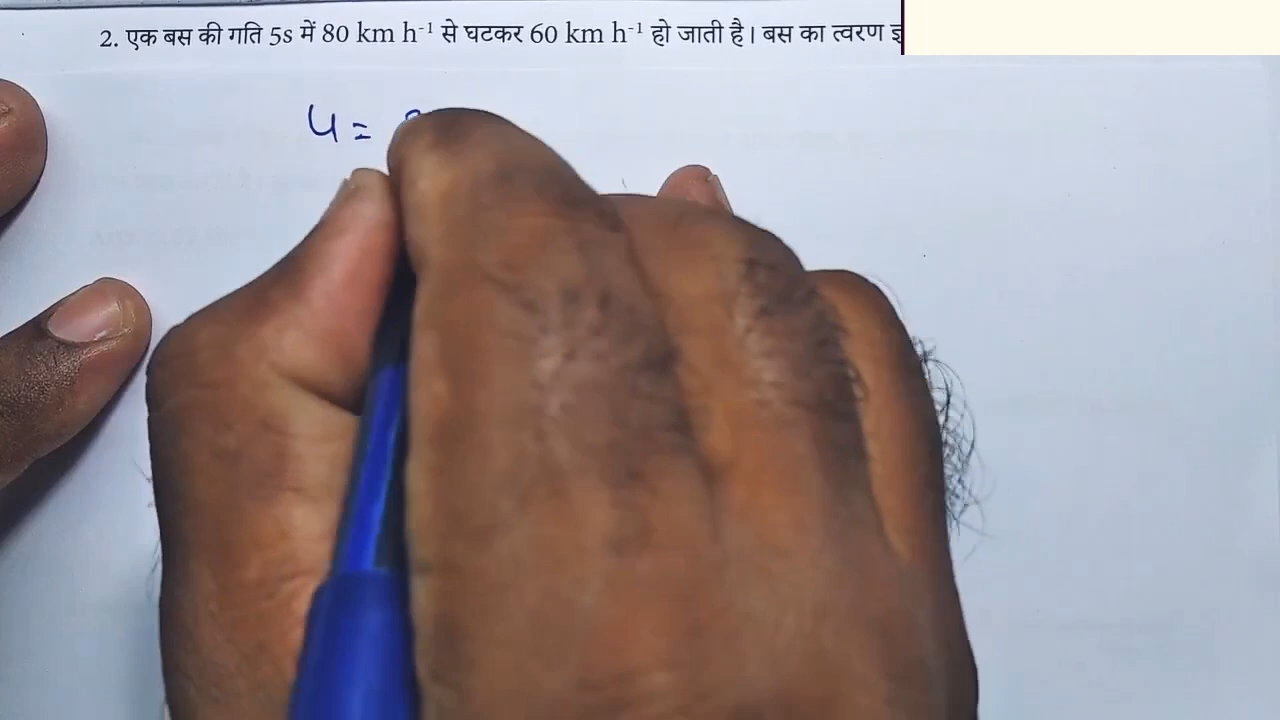 2. एक बस की गति 5s में 80 km h⁻¹ से घटकर 60 km h⁻¹ हो जाती है। बस का त्वरण
u =